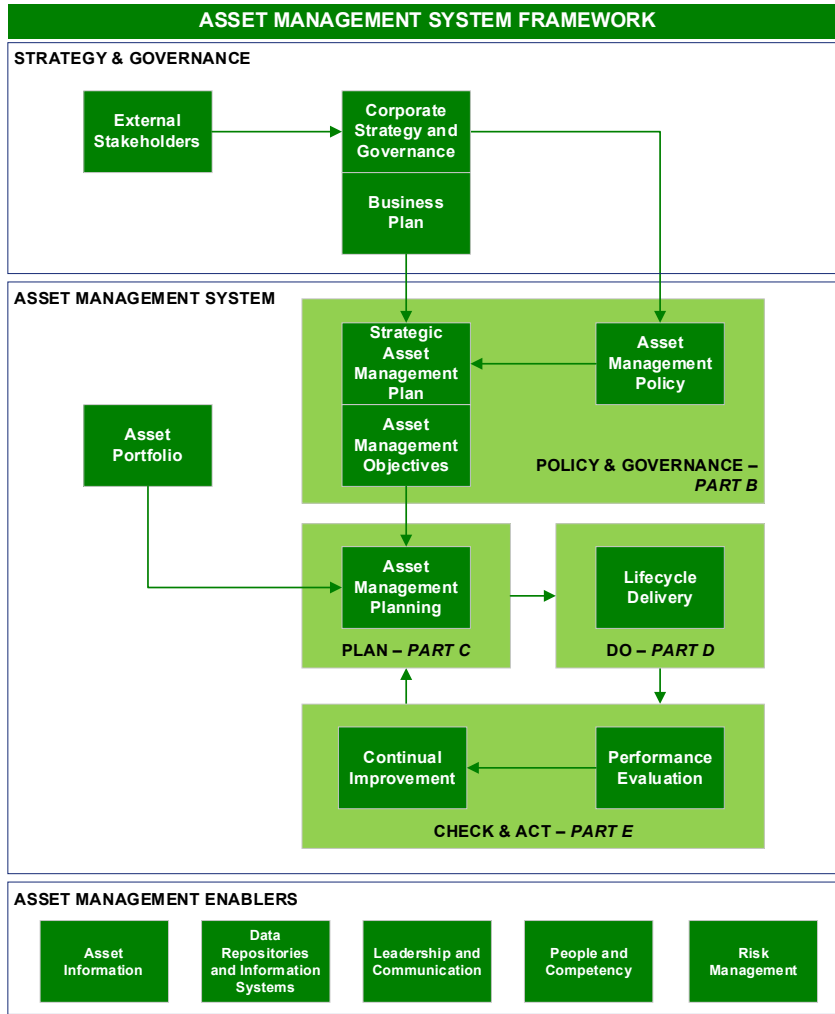 ASSET MANAGEMENT SYSTEM FRAMEWORK
STRATEGY & GOVERNANCE
External
Stakeholders
Corporate
Strategy and
Governance
Business
Plan
ASSET MANAGEMENT SYSTEM
Strategic
Asset
Management
Plan
Asset
Management
Policy
Asset
Portfolio
Asset
Management
Objectives
POLICY & GOVERNANCE –
PART B
Asset
Management
Planning
Lifecycle
Delivery
PLAN – PART C
DO – PART D
Continual
Improvement
Performance
Evaluation
CHECK & ACT – PART E
ASSET MANAGEMENT ENABLERS
Asset
Information
Data
Repositories
and Information
Systems
Leadership and
Communication
People and
Competency
Risk
Management